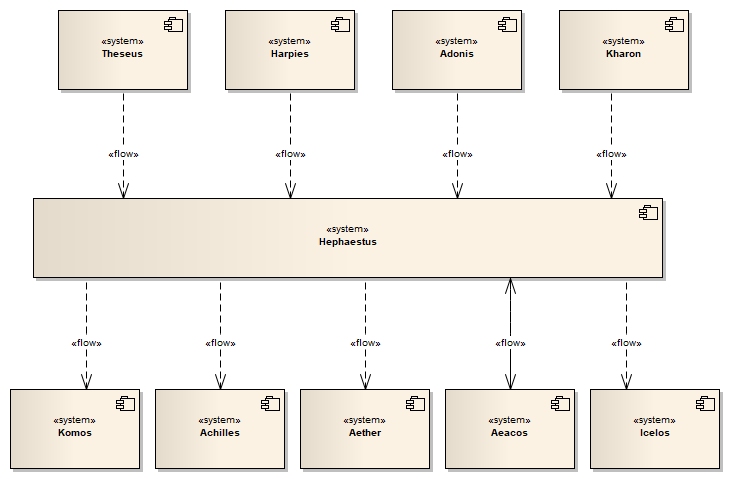 «system»
Theseus
«system»
Harpies
«system»
Adonis
«system»
Kharon
«flow»
«flow»
«flow»
«flow»
«system»
Hephaestus
«flow»
«flow»
«flow»
«flow»
«flow»
«system»
Komos
«system»
Achilles
«system»
Aether
«system»
Aeacos
«system»
Icelos